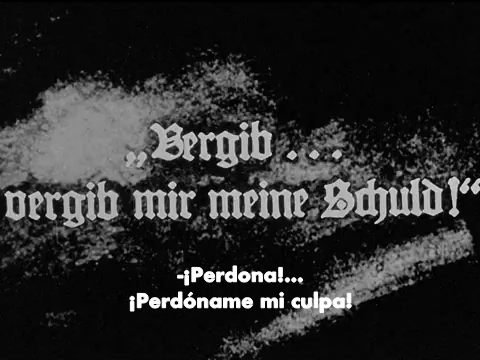 „Vergib . . .
vergib mir meine Schuld!“
-¡Perdona!...
¡Perdóname mi culpa!